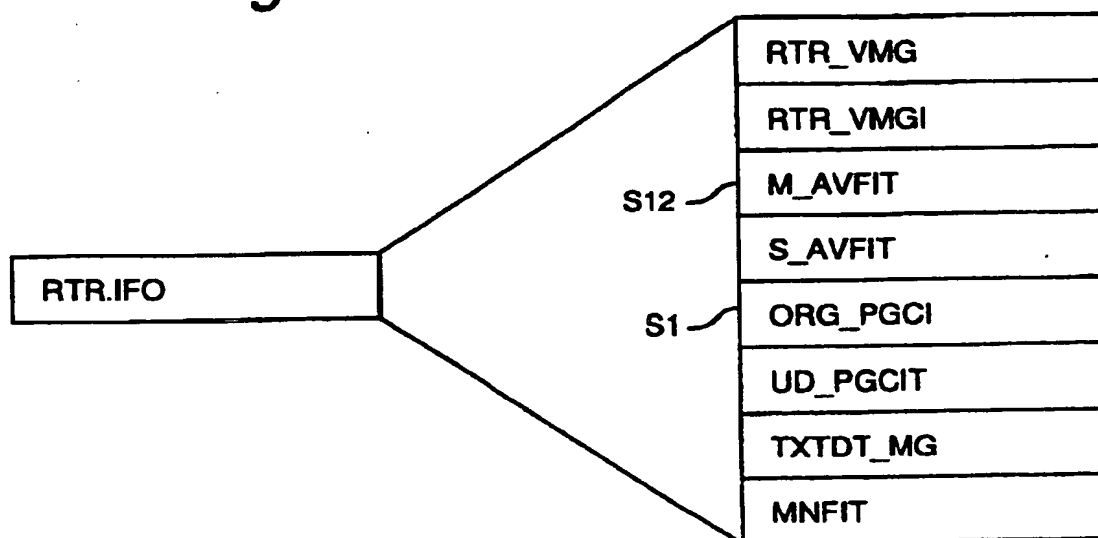 RTR_VMG
RTR_VMGI
S12
M_AVFIT
S_AVFIT
RTR.IFO
S1
ORG_PGCI
UD_PGCIT
TXTDT_MG
MNFIT